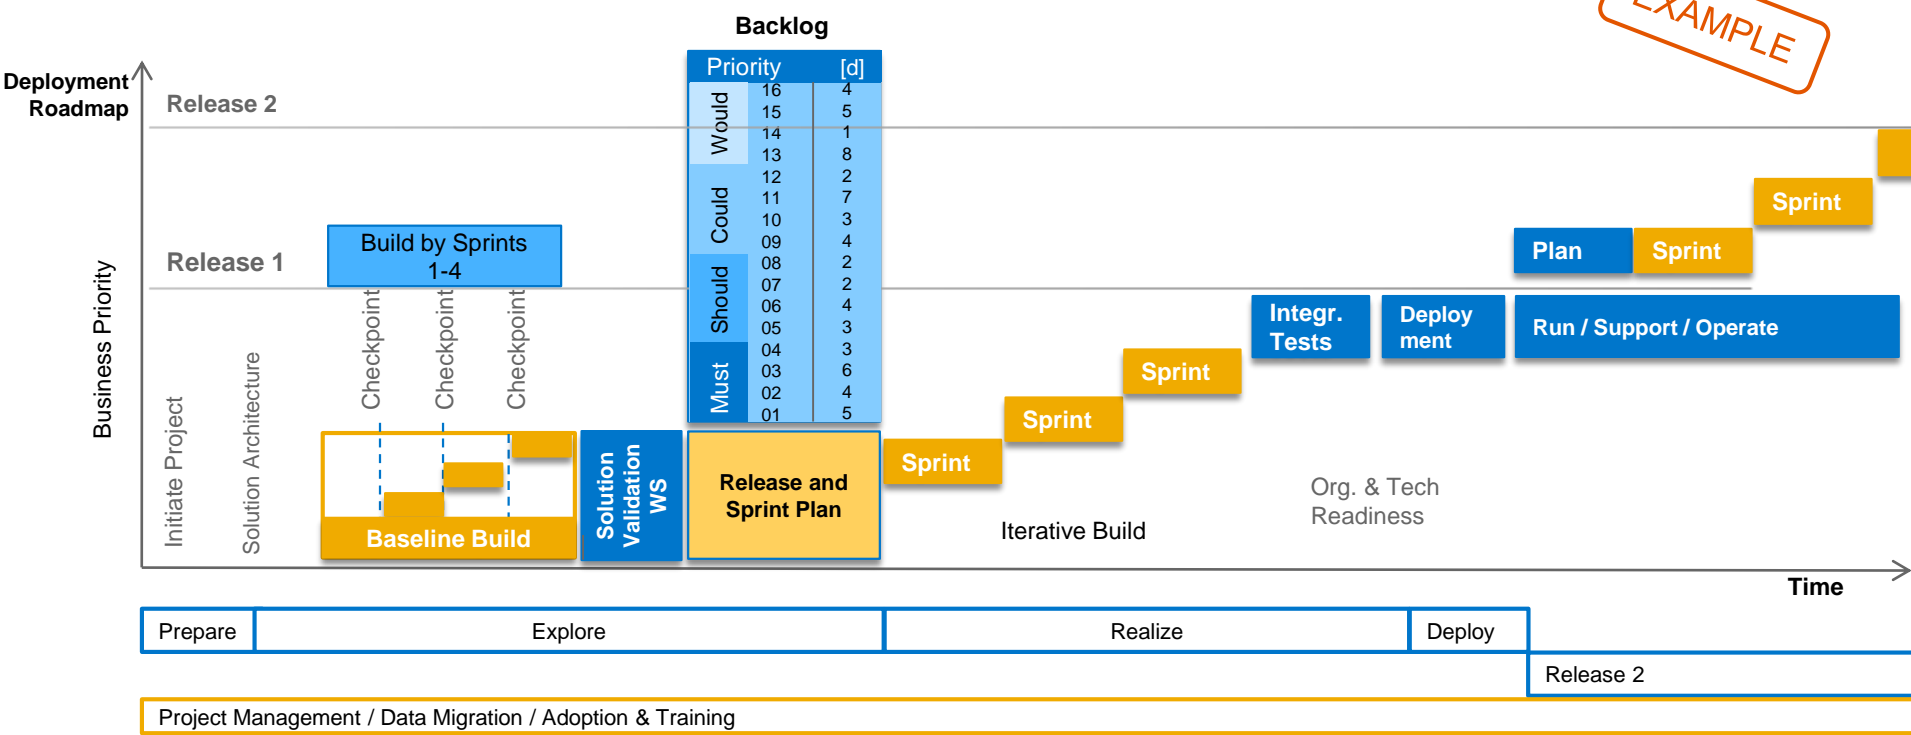 Backlog
EXAMPLE
Deployment
Roadmap
Release 2
Priority [d]
Would
16 4
15 5
14 1
13 8
Could
12 2
11 7
10 3
09 4
Should
08 2
07 2
06 4
05 3
Must
04 3
03 6
02 4
01 5
Business Priority
Release 1
Build by Sprints
1-4
Checkpoint
Checkpoint
Checkpoint
Initiate Project
Solution Architecture
Baseline Build
Solution
Validation
WS
Release and
Sprint Plan
Sprint
Sprint
Sprint
Iterative Build
Integr.
Tests
Deploy
ment
Run / Support / Operate
Plan
Sprint
Sprint
Org. & Tech
Readiness
Time
Prepare
Explore
Realize
Deploy
Release 2
Project Management / Data Migration / Adoption & Training